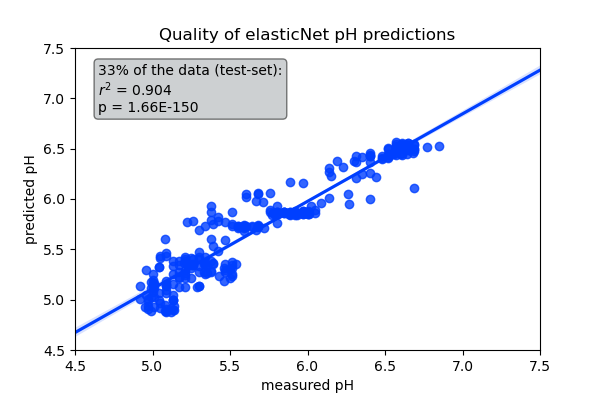 Quality of elasticNet pH predictions
33% of the data (test-set):
r² = 0.904
p = 1.66E-150
7.5
7.0
6.5
6.0
5.5
5.0
4.5
predicted pH
4.5 5.0 5.5 6.0 6.5 7.0 7.5
measured pH